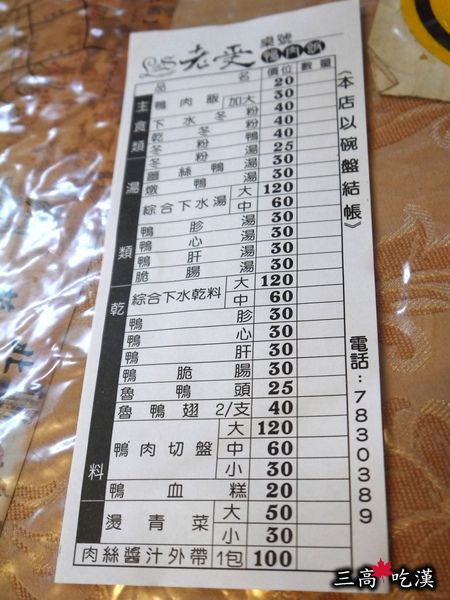 LS 老受 鴨肉飯
桌號
品名 價位 數量
主食類
鴨肉飯 20
加大 30
下水冬粉 40
乾冬粉 40
冬粉鴨 40
冬粉湯 25
湯類
薑絲鴨湯 30
燉鴨湯 30
綜合下水湯 大 120
中 60
鴨胗湯 30
鴨心湯 30
鴨肝湯 30
脆腸湯 30
乾料
綜合下水乾料 大 120
中 60
鴨胗 30
鴨心 30
鴨肝 30
鴨脆腸 30
魯鴨頭 25
魯鴨翅 2/支 40
鴨肉切盤 大 120
中 60
小 30
鴨血糕 20
燙青菜 大 50
小 30
肉絲醬汁外帶 1包 100
《本店以碗盤結帳》
電話:7830389
三高吃漢